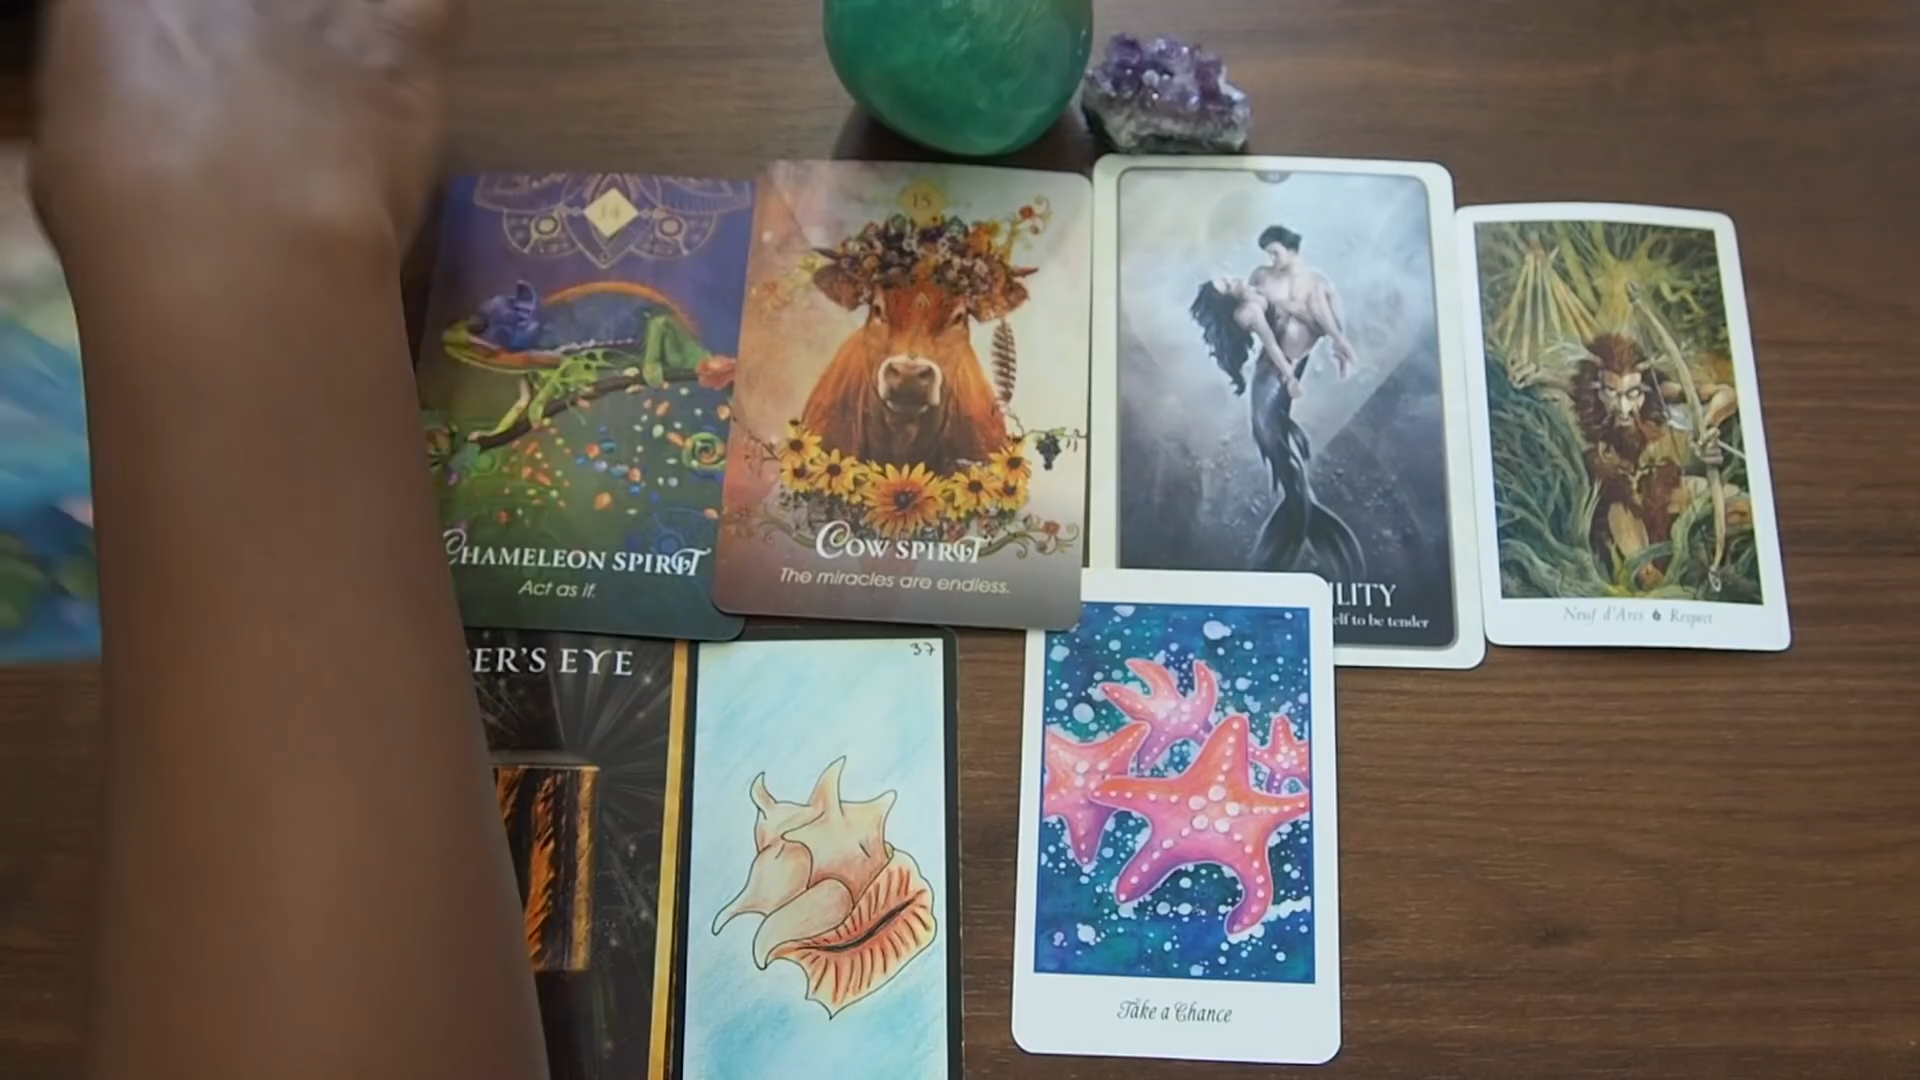 14
CHAMELEON SPIRIT
Act as if.
15
COW SPIRIT
The miracles are endless.
ILITY
elf to be tender
Neuf d'Arcs Respect
ER'S EYE
37
Take a Chance